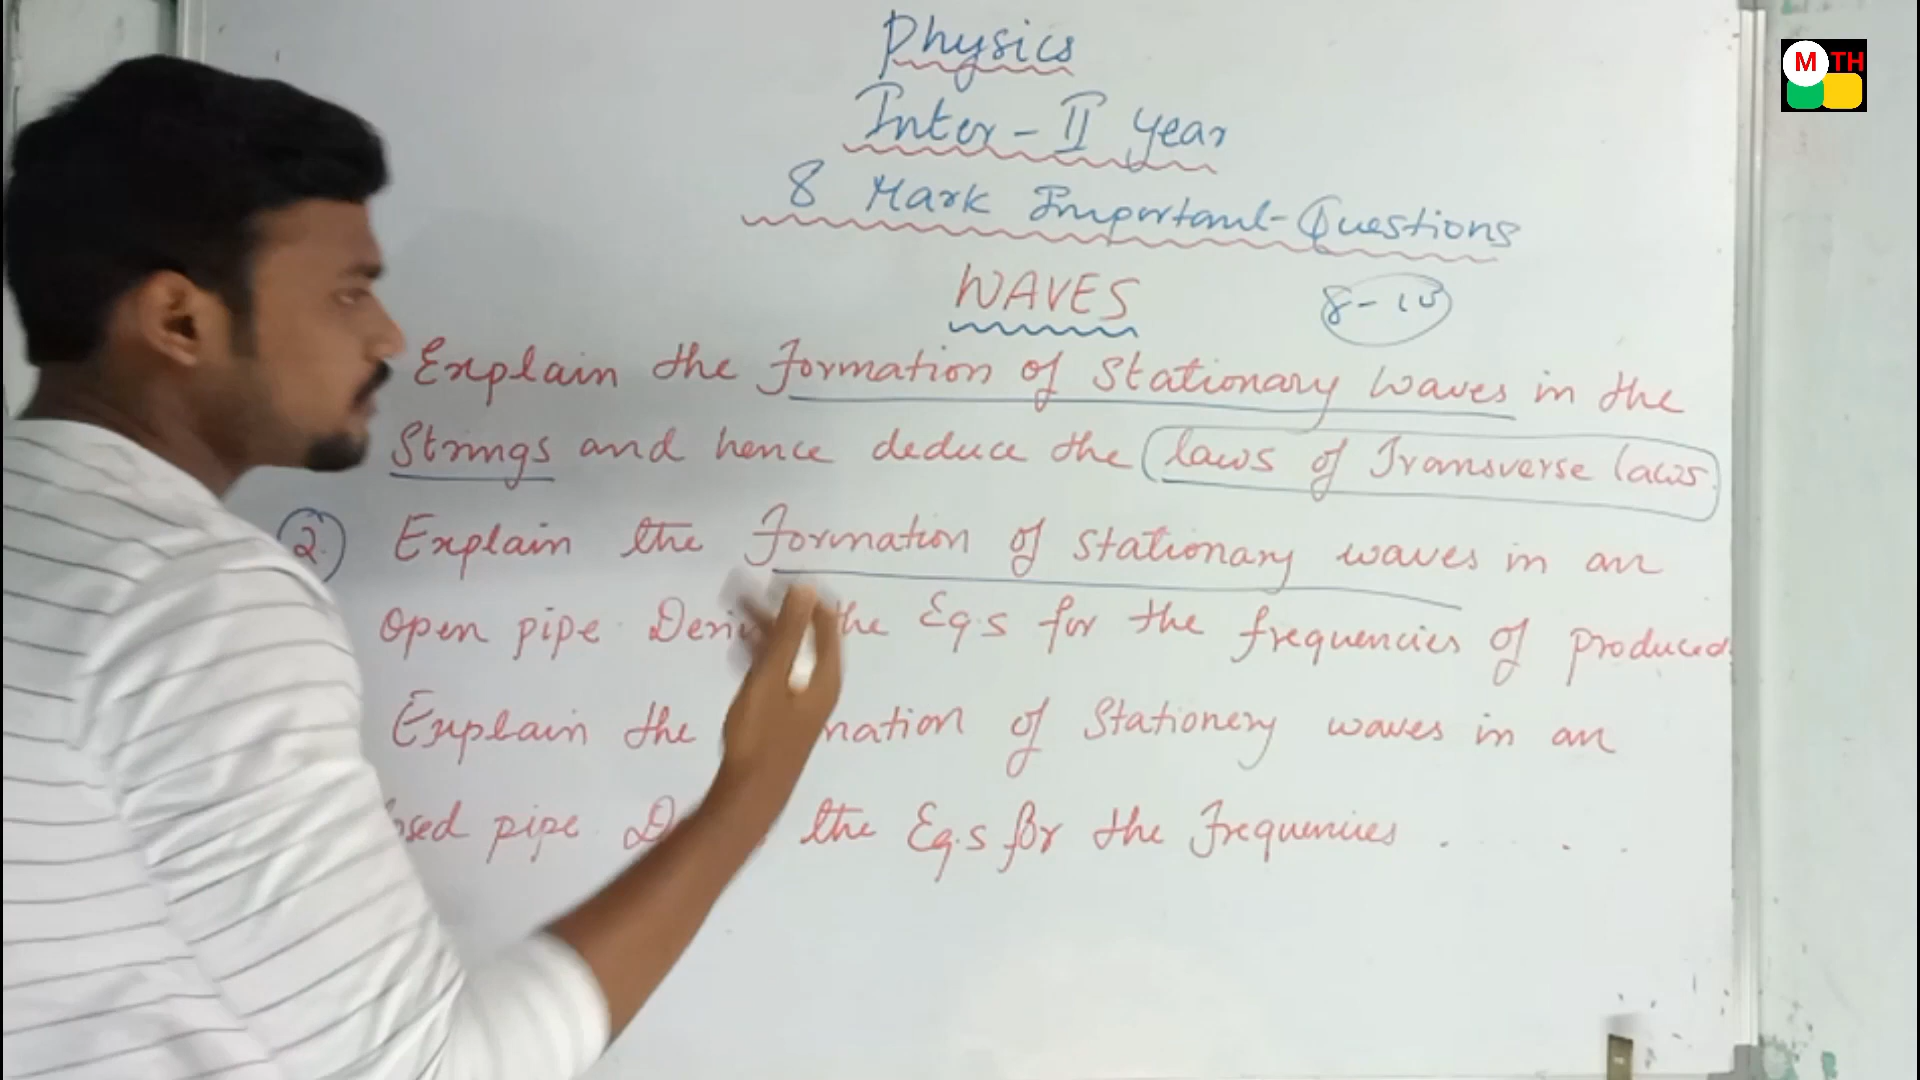 Physics
Inter - II year
8 Mark Important Questions
WAVES
8-10
Explain the formation of Stationary waves in the
Strings and hence deduce the laws of Transverse laws.
2. Explain the formation of stationary waves in an
open pipe. the Eq.s for the frequencies of produced
Explain the of Stationery waves in an
pipe the Eq.s for the frequencies . . .
M TH